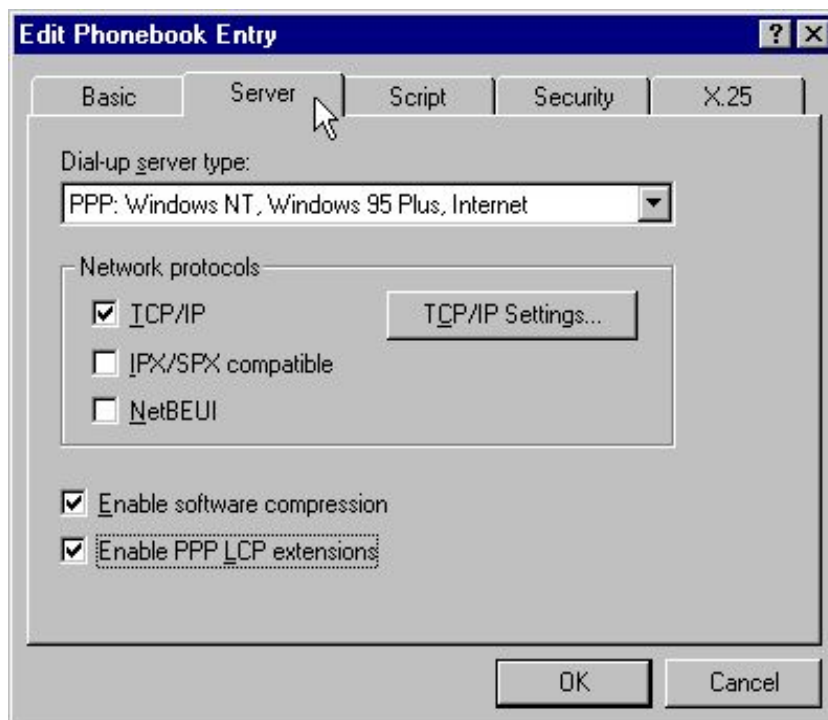 Edit Phonebook Entry
Basic Server Script Security X.25
Dial-up server type:
PPP: Windows NT, Windows 95 Plus, Internet
Network protocols
TCP/IP TCP/IP Settings...
IPX/SPX compatible
NetBEUI
Enable software compression
Enable PPP LCP extensions
OK Cancel